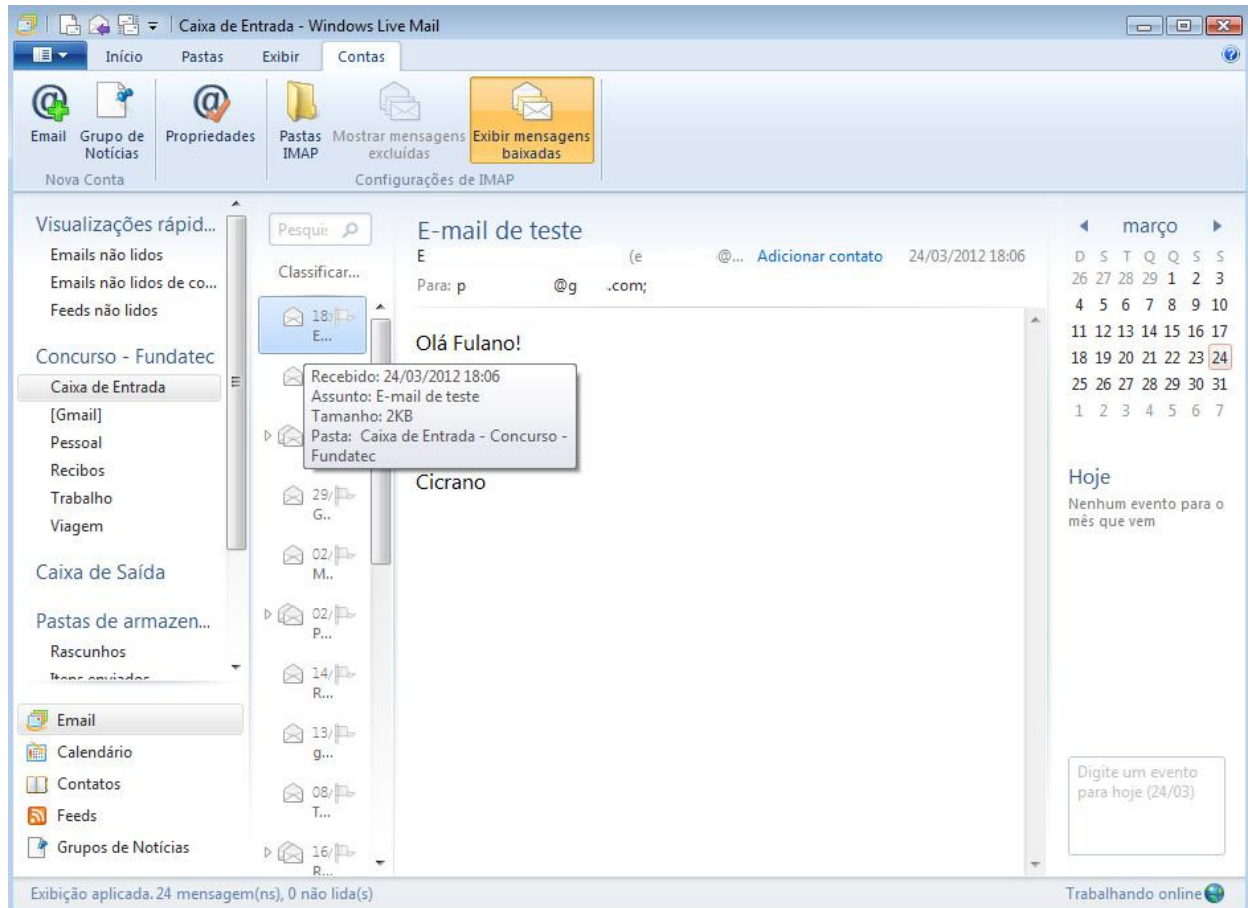 Caixa de Entrada - Windows Live Mail
Início Pastas Exibir Contas
Email
Grupo de
Notícias
Propriedades
Pastas
IMAP
Mostrar mensagens
excluídas
Exibir mensagens
baixadas
Nova Conta
Configurações de IMAP
Visualizações rápid...
Emails não lidos
Emails não lidos de co...
Feeds não lidos
Concurso - Fundatec
Caixa de Entrada
[Gmail]
Pessoal
Recibos
Trabalho
Viagem
Caixa de Saída
Pastas de armazen...
Rascunhos
Itens enviados
Email
Calendário
Contatos
Feeds
Grupos de Notícias
Classificar...
18:
E...
29/
G..
02/
M..
02/
P...
14/
R...
13/
g...
08/
T...
16/
R...
E-mail de teste
E (e @... Adicionar contato 24/03/2012 18:06
Para: p @g .com;
Olá Fulano!
Recebido: 24/03/2012 18:06
Assunto: E-mail de teste
Tamanho: 2KB
Pasta: Caixa de Entrada - Concurso -
Fundatec
Cicrano
março
D S T Q Q S S
26 27 28 29 1 2 3
4 5 6 7 8 9 10
11 12 13 14 15 16 17
18 19 20 21 22 23 24
25 26 27 28 29 30 31
1 2 3 4 5 6 7
Hoje
Nenhum evento para o
mês que vem
Digite um evento
para hoje (24/03)
Exibição aplicada. 24 mensagem(ns), 0 não lida(s)
Trabalhando online